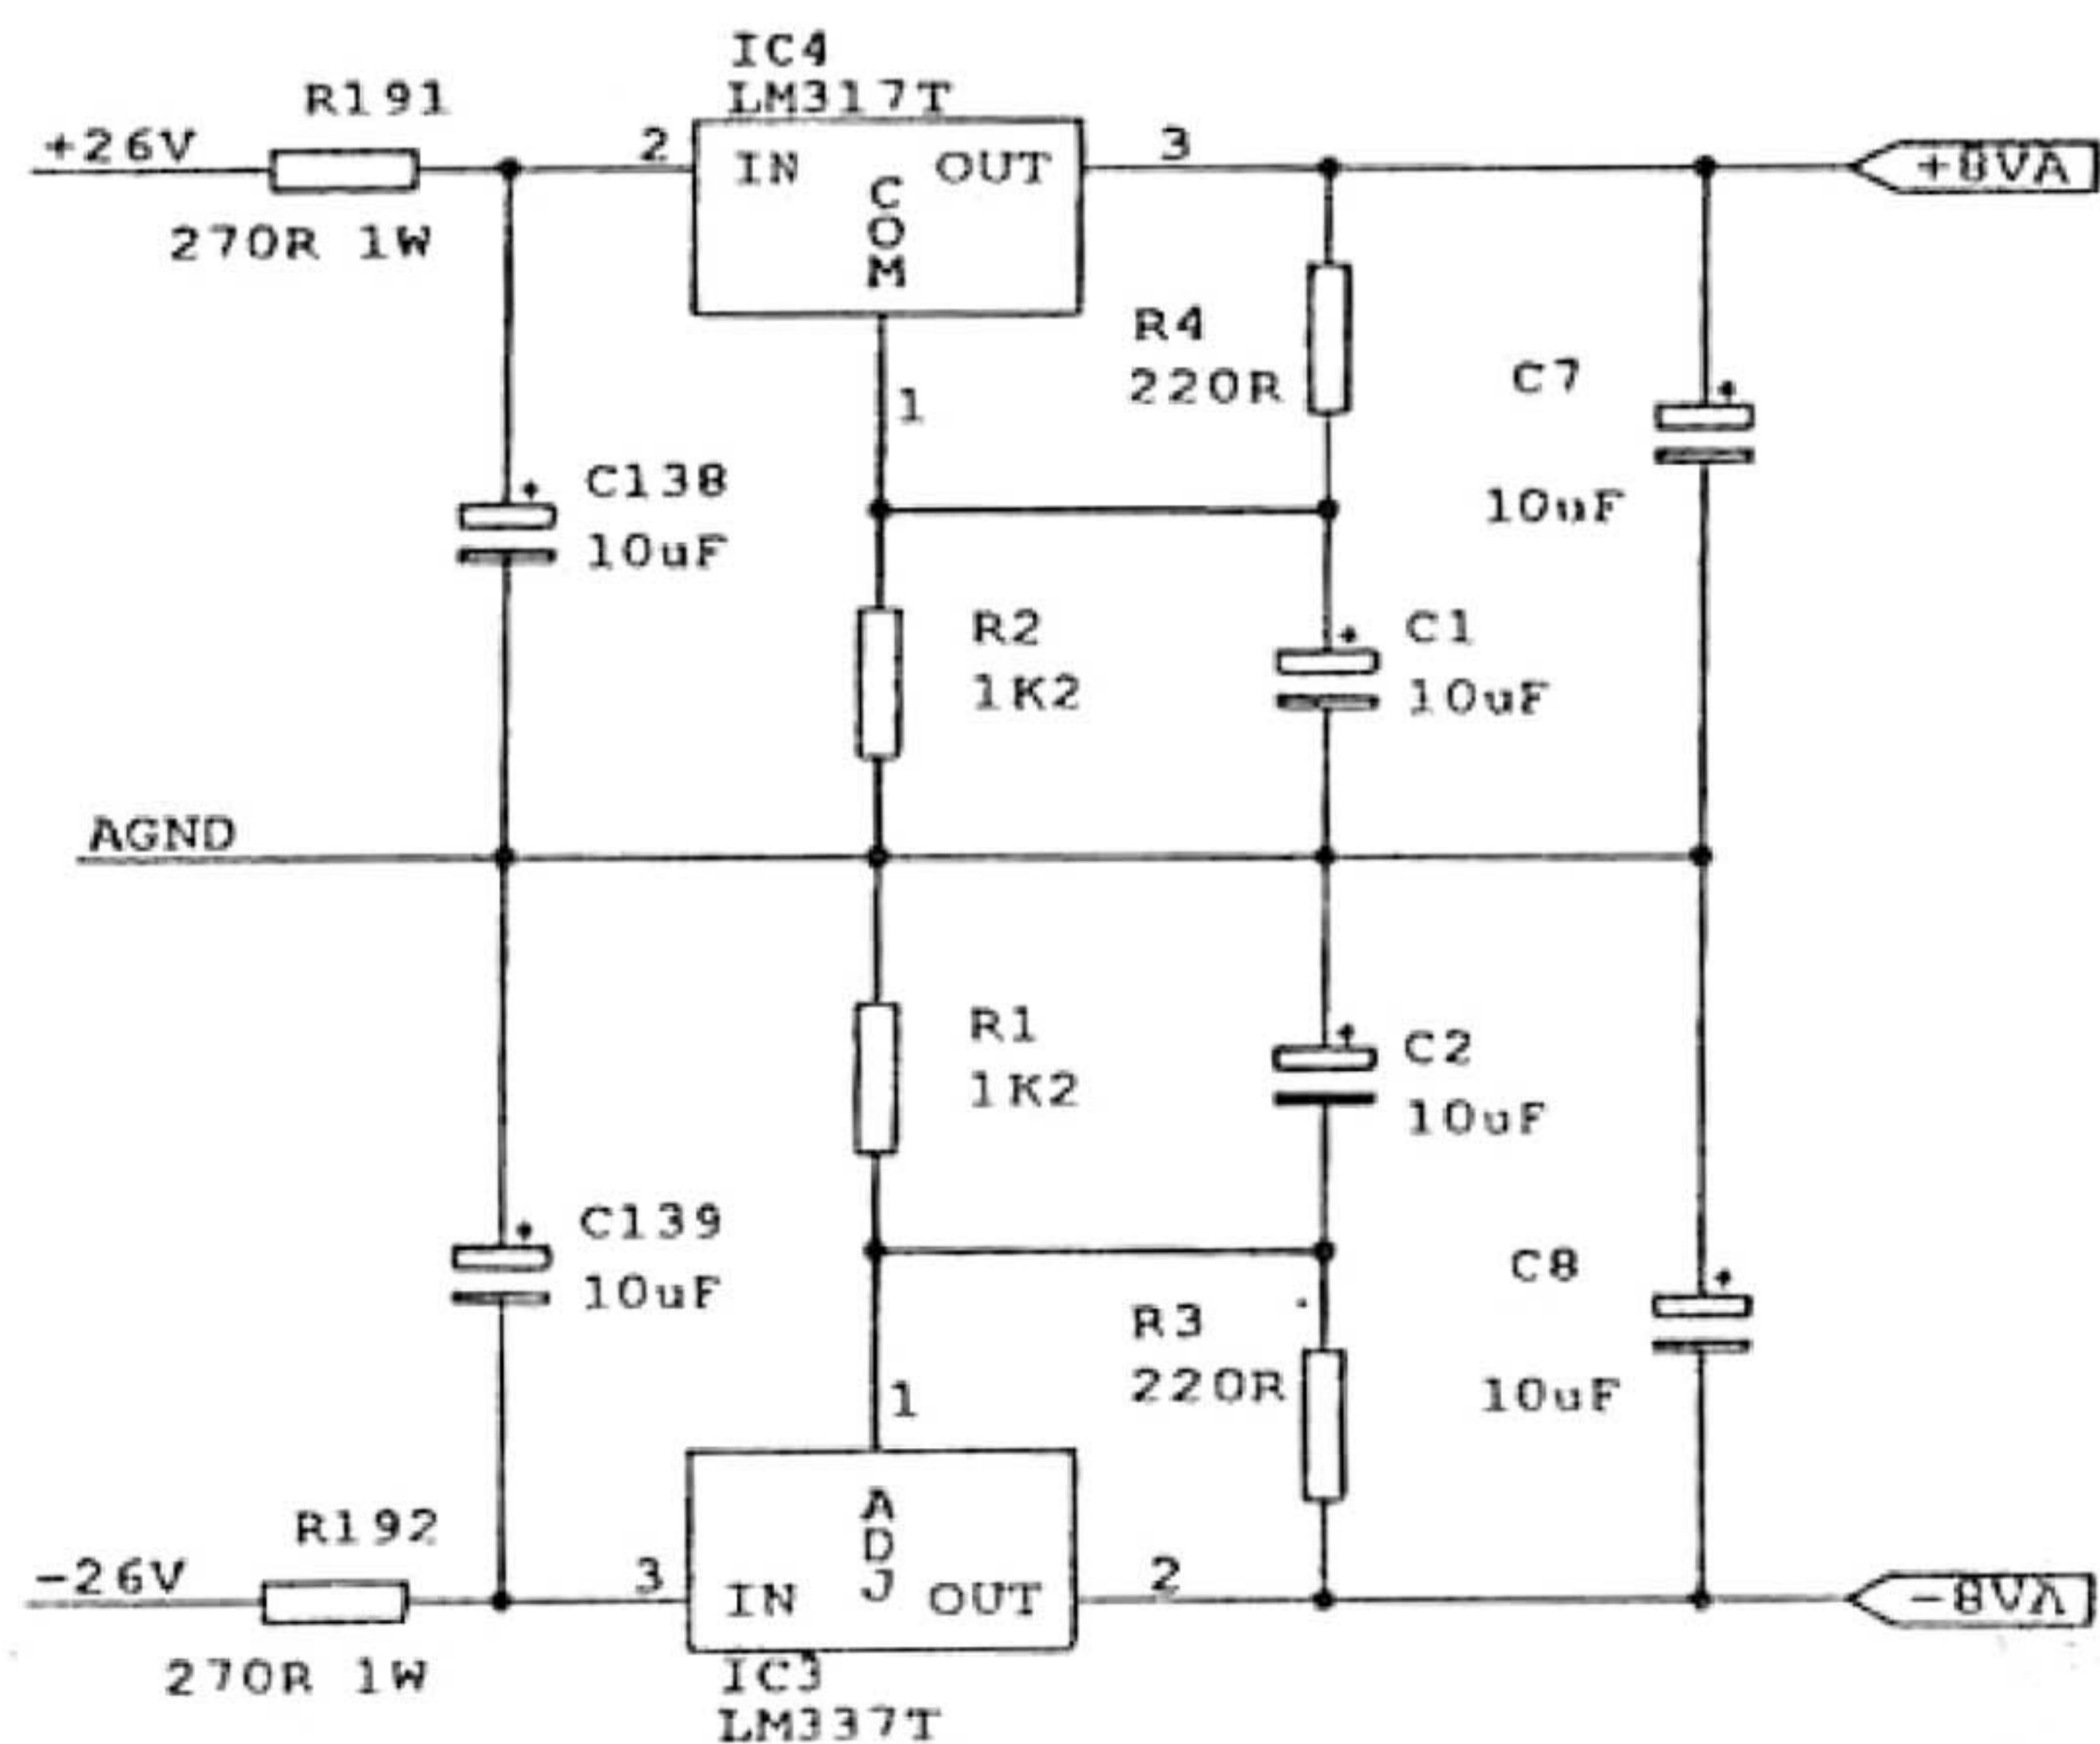 IC4
LM317T
R191
+26V
270R 1W
2
IN
COM
OUT
3
+8VA
1
R4
220R
C7
10uF
C138
10uF
R2
1K2
C1
10uF
AGND
R1
1K2
C2
10uF
C139
10uF
R3
220R
C8
10uF
1
R192
-26V
270R 1W
3
IN
ADJ
OUT
2
-8VA
IC3
LM337T